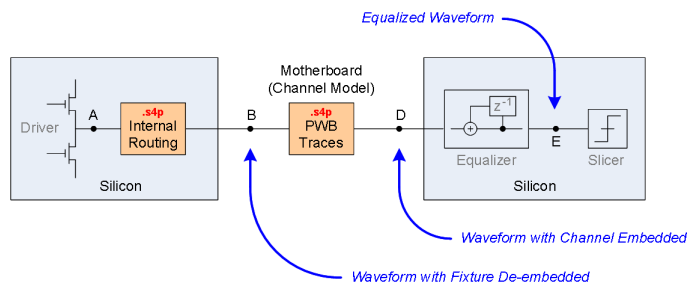 Equalized Waveform
Motherboard
(Channel Model)
Driver
A
.s4p
Internal
Routing
Silicon
B
.s4p
PWB
Traces
D
z⁻¹
Equalizer
E
Slicer
Silicon
Waveform with Channel Embedded
Waveform with Fixture De-embedded